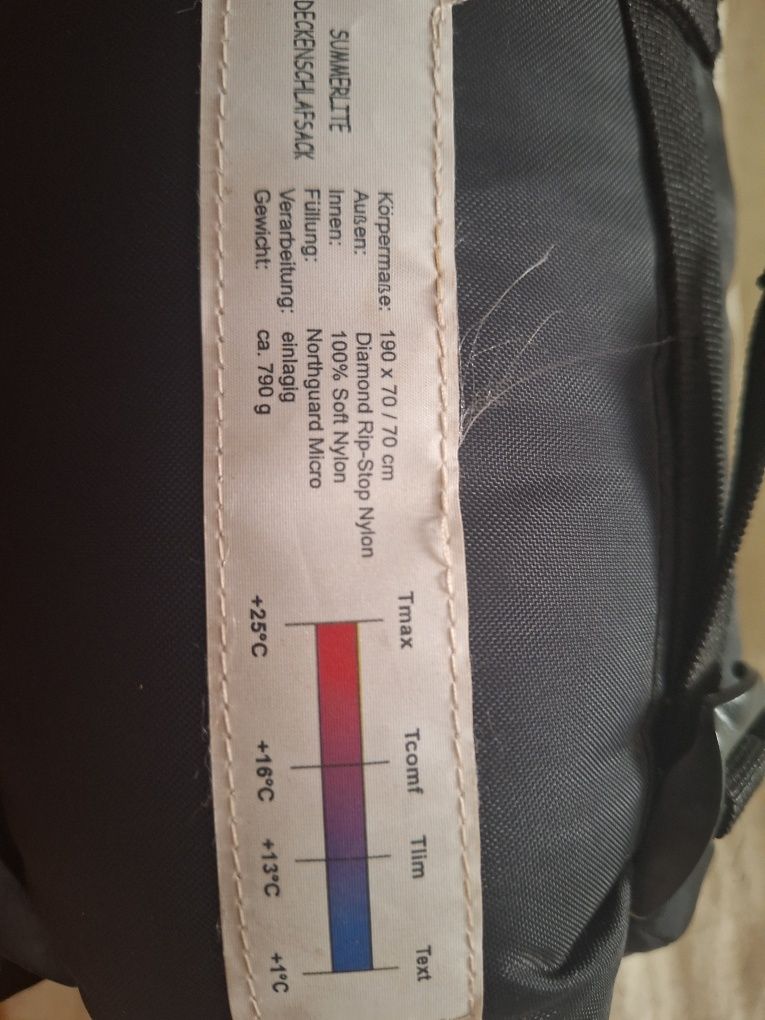 SUMMERLITE
DECKENSCHLAFSACK
Körpermaße: 190 x 70 / 70 cm
Außen: Diamond Rip-Stop Nylon
Innen: 100% Soft Nylon
Füllung: Northguard Micro
Verarbeitung: einlagig
Gewicht: ca. 790 g
Tmax Tcomf Tlim Text
+25°C +16°C +13°C +1°C